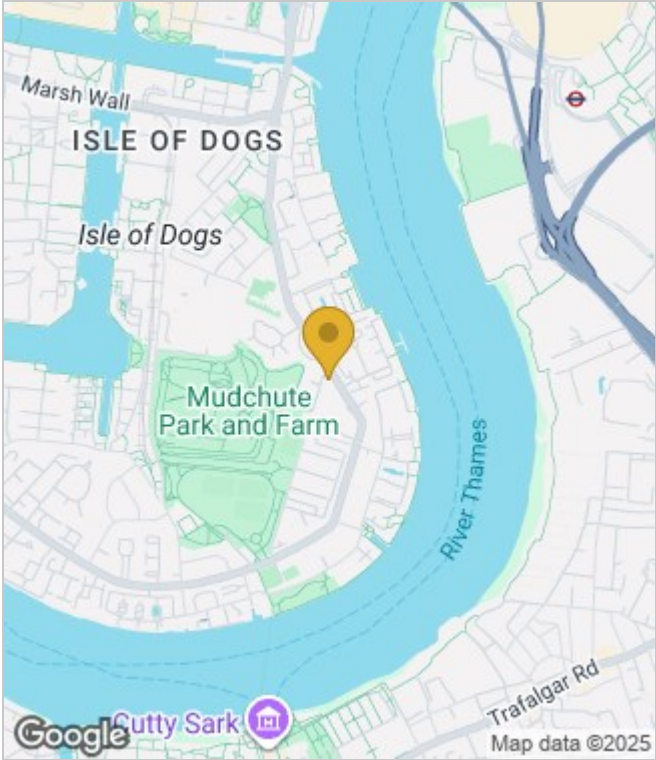 Marsh Wall
ISLE OF DOGS
Isle of Dogs
Mudchute
Park and Farm
River Thames
Trafalgar Rd
Cutty Sark
Google
Map data ©2025